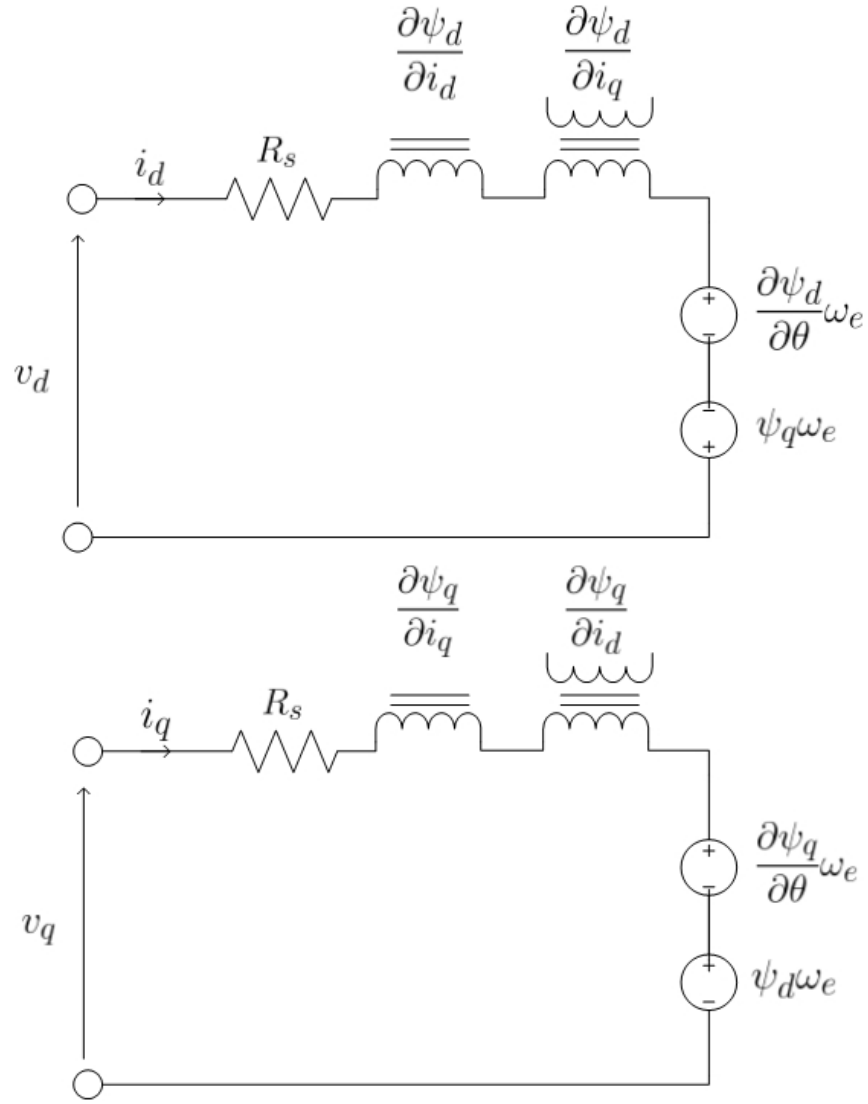 ∂ψ_d/∂i_d ∂ψ_d/∂i_q
i_d R_s
+
∂ψ_d/∂θ ω_e
−
v_d
−
ψ_q ω_e
+
∂ψ_q/∂i_q ∂ψ_q/∂i_d
i_q R_s
+
∂ψ_q/∂θ ω_e
−
v_q
+
ψ_d ω_e
−